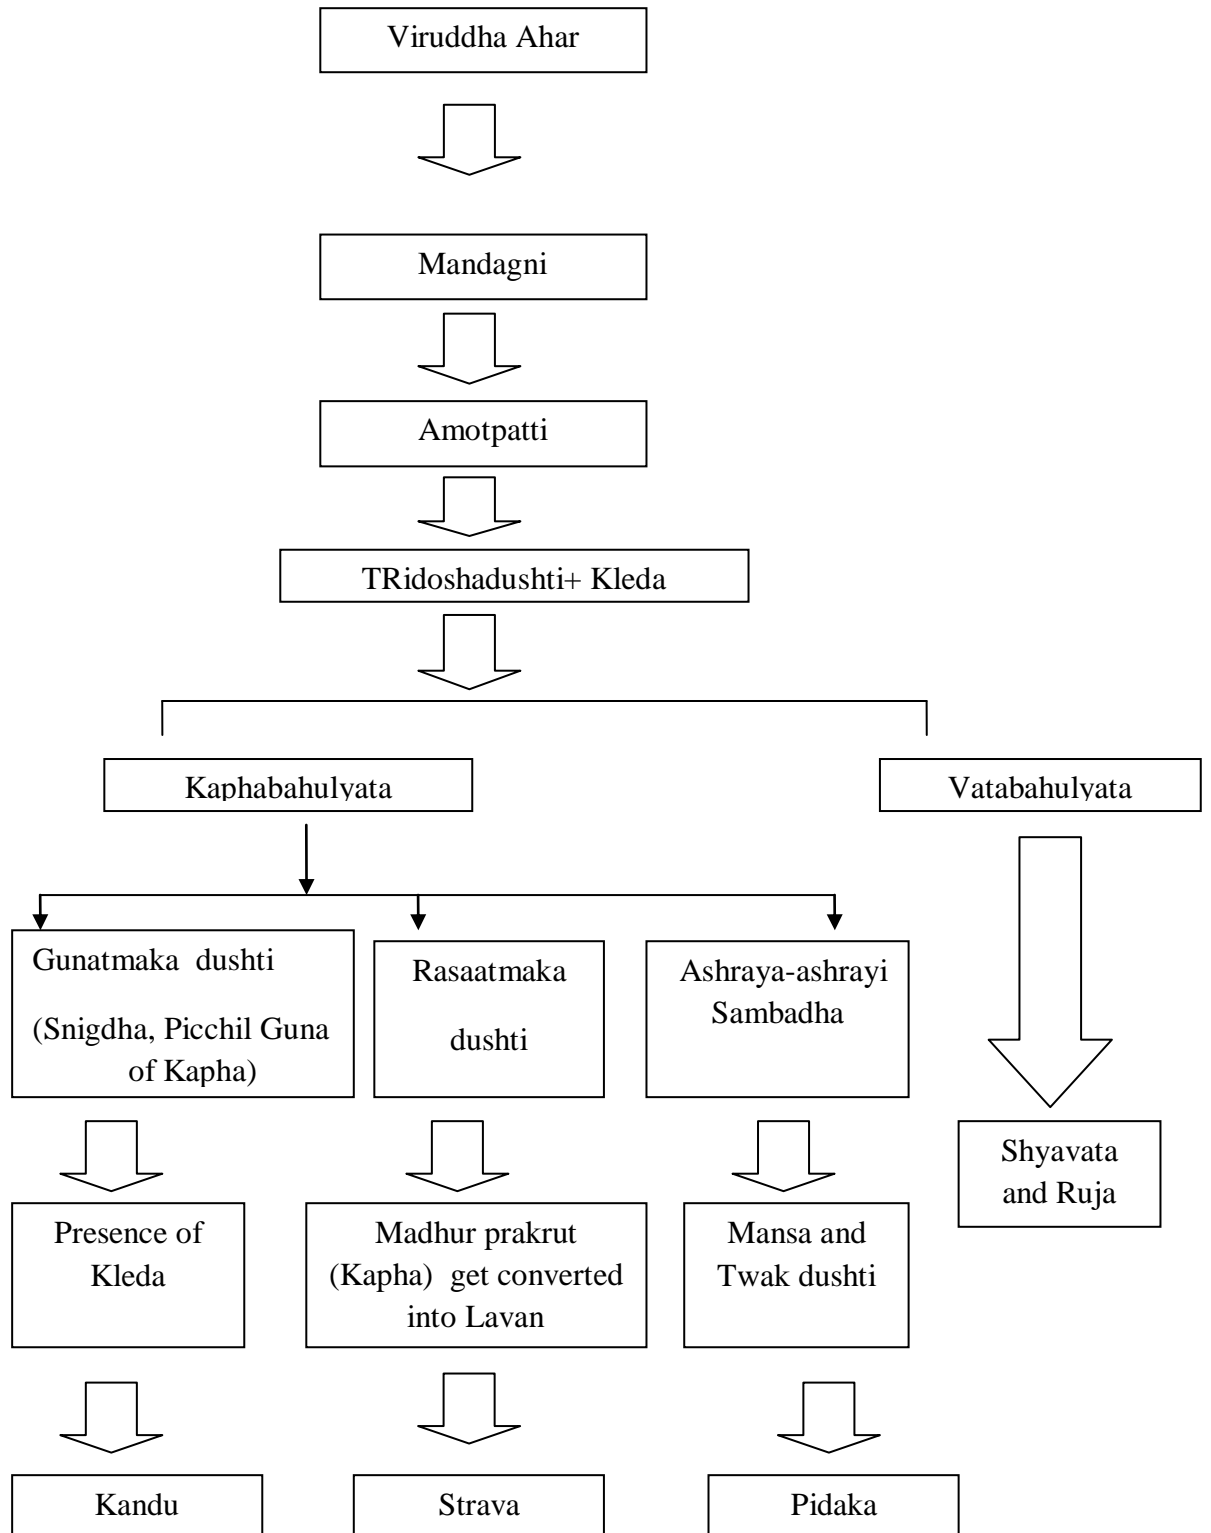 Viruddha Ahar
Mandagni
Amotpatti
TRidoshadushti+ Kleda
Kaphabahulyata
Vatabahulyata
Gunatmaka dushti
(Snigdha, Picchil Guna
of Kapha)
Rasaatmaka
dushti
Ashraya-ashrayi
Sambadha
Shyavata
and Ruja
Presence of
Kleda
Madhur prakrut
(Kapha) get converted
into Lavan
Mansa and
Twak dushti
Kandu
Strava
Pidaka